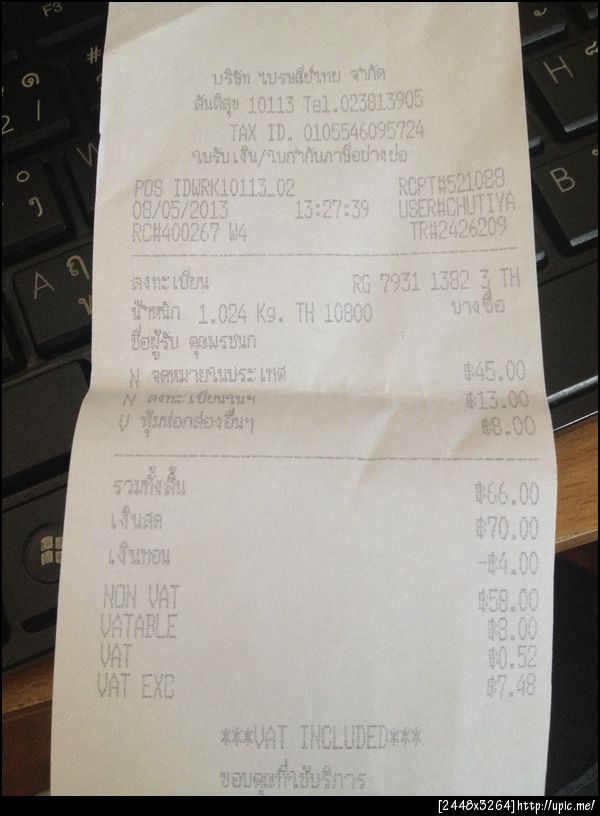 บริษัท ไปรษณีย์ไทย จำกัด
สันติสุข 10113 Tel.023813905
TAX ID. 0105546095724
ใบรับเงิน/ใบกำกับภาษีอย่างย่อ
POS IDWRK10113_02 RCPT#521088
08/05/2013 13:27:39 USER#CHUTIYA
RC#400267 W4 TR#2426209
ลงทะเบียน RG 7931 1382 3 TH
น้ำหนัก 1.024 Kg. TH 10800 บางซื่อ
ชื่อผู้รับ คุณพรชนก
N จดหมายในประเทศ ฿45.00
N ลงทะเบียนในฯ ฿13.00
V หุ้มห่อกล่องอื่นๆ ฿8.00
รวมทั้งสิ้น ฿66.00
เงินสด ฿70.00
เงินทอน -฿4.00
NON VAT ฿58.00
VATABLE ฿8.00
VAT ฿0.52
VAT EXC ฿7.48
***VAT INCLUDED***
ขอบคุณที่ใช้บริการ
F3
A
H
B
[2448x3264]http://upic.me/